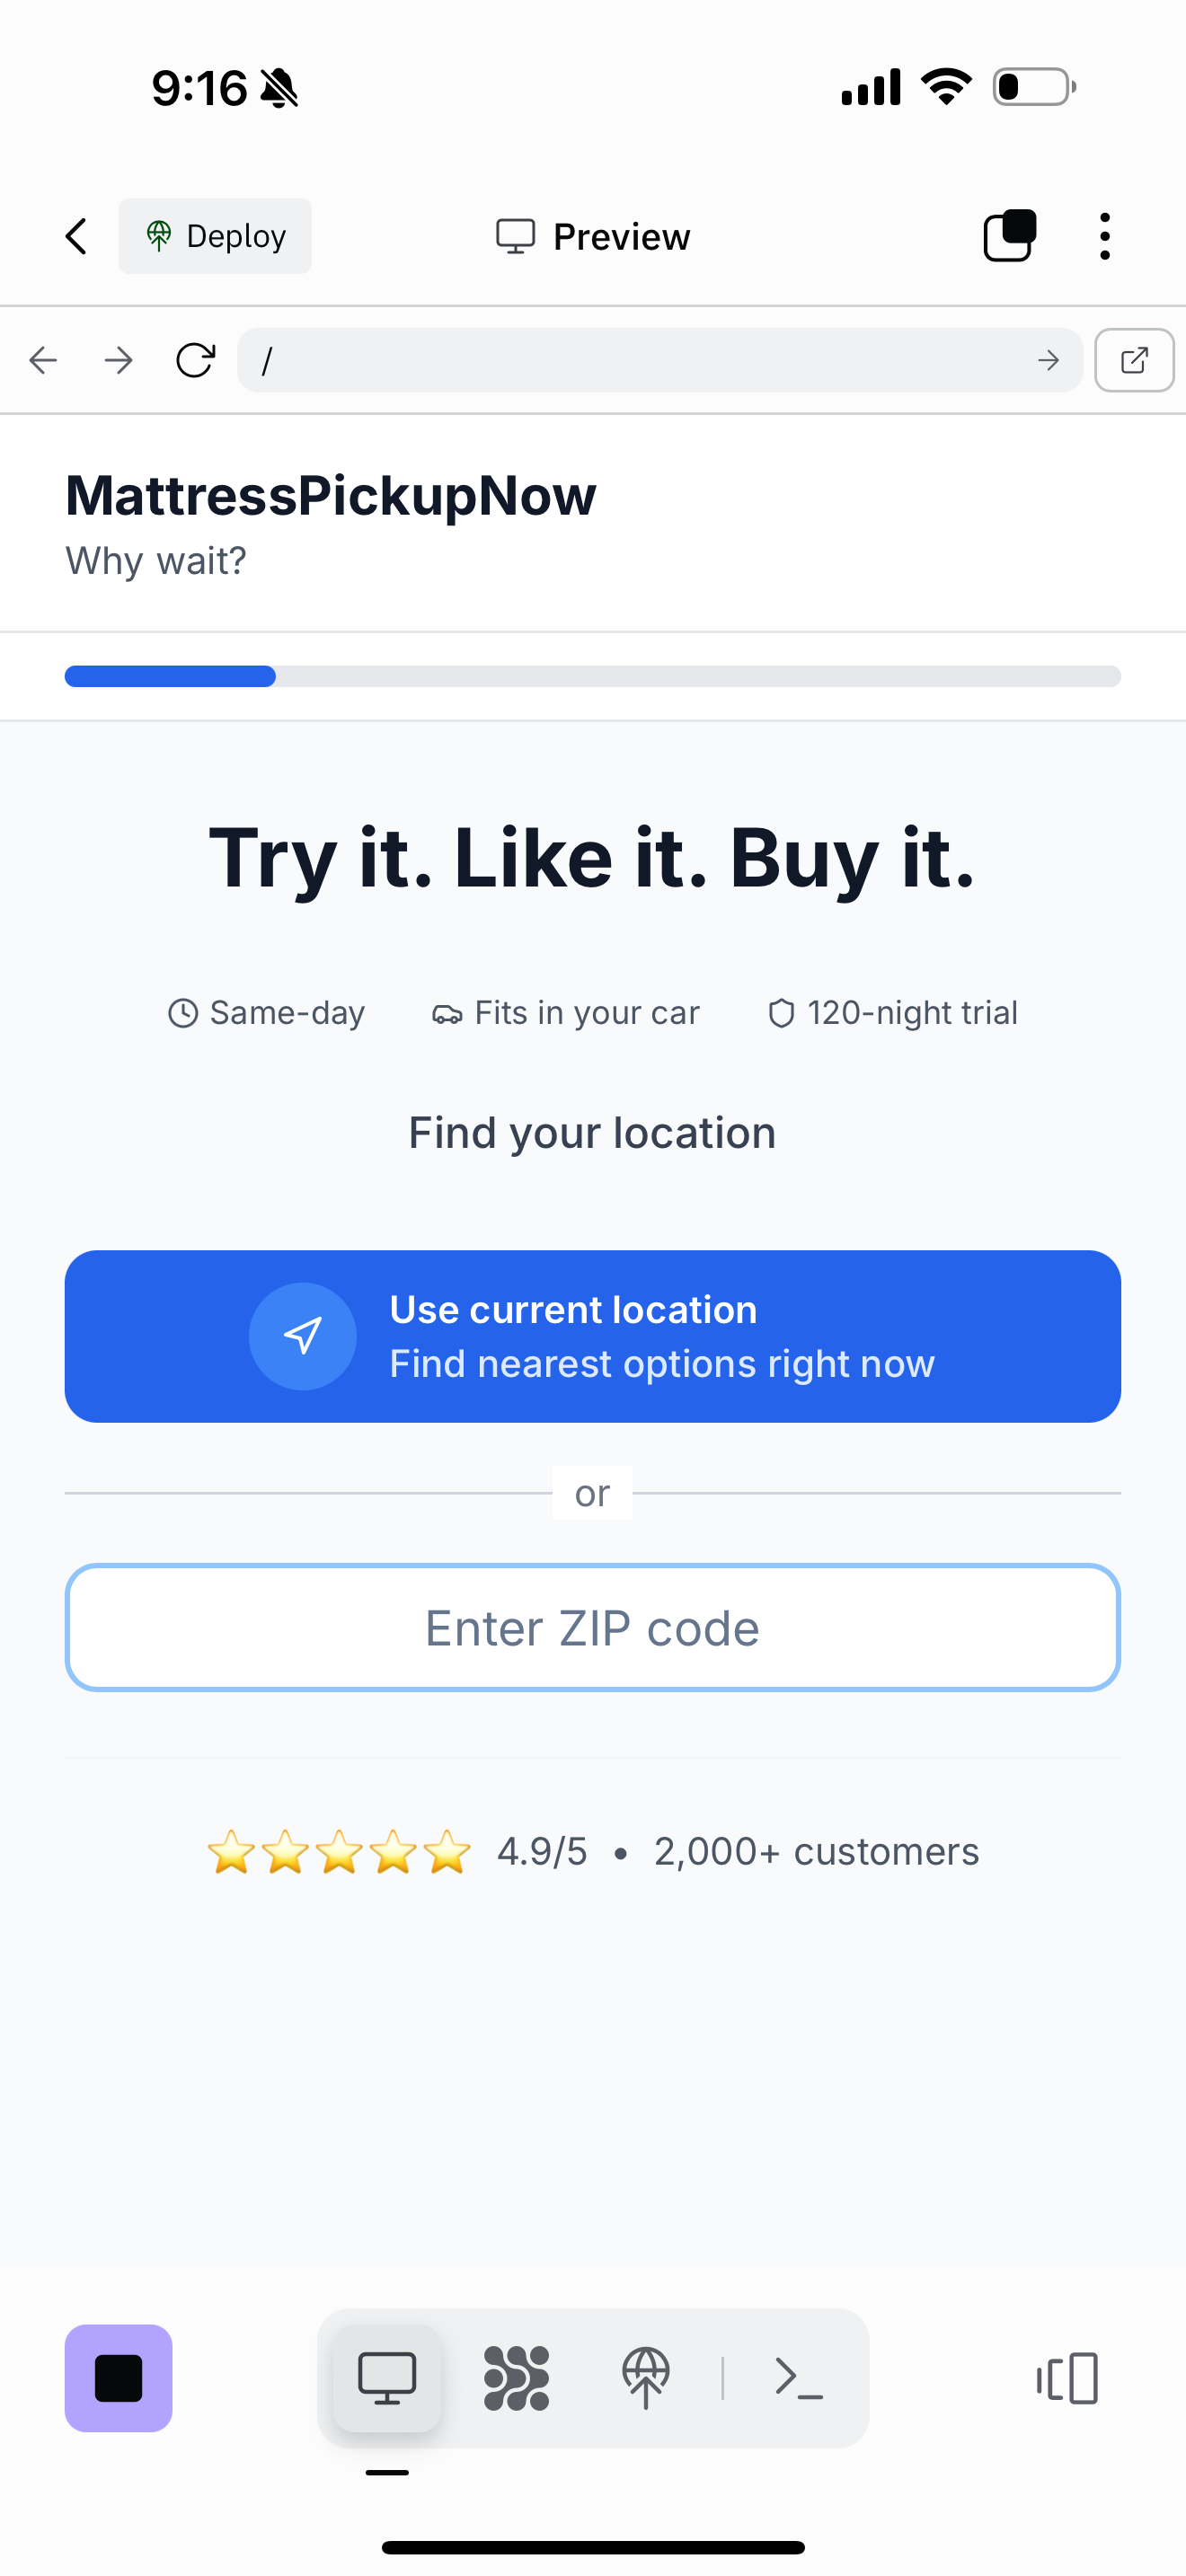 9:16
Deploy
Preview
/
MattressPickupNow
Why wait?
Try it. Like it. Buy it.
Same-day
Fits in your car
120-night trial
Find your location
Use current location
Find nearest options right now
or
Enter ZIP code
4.9/5 • 2,000+ customers